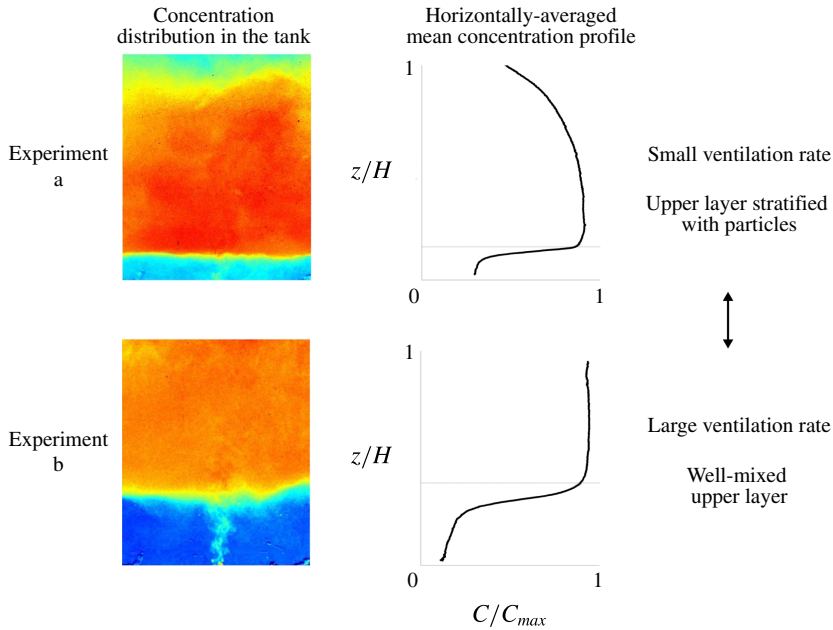 Concentration
distribution in the tank
Horizontally-averaged
mean concentration profile
Experiment
a
z/H
1
0
1
Small ventilation rate
Upper layer stratified
with particles
Experiment
b
z/H
1
0
1
C/Cmax
Large ventilation rate
Well-mixed
upper layer